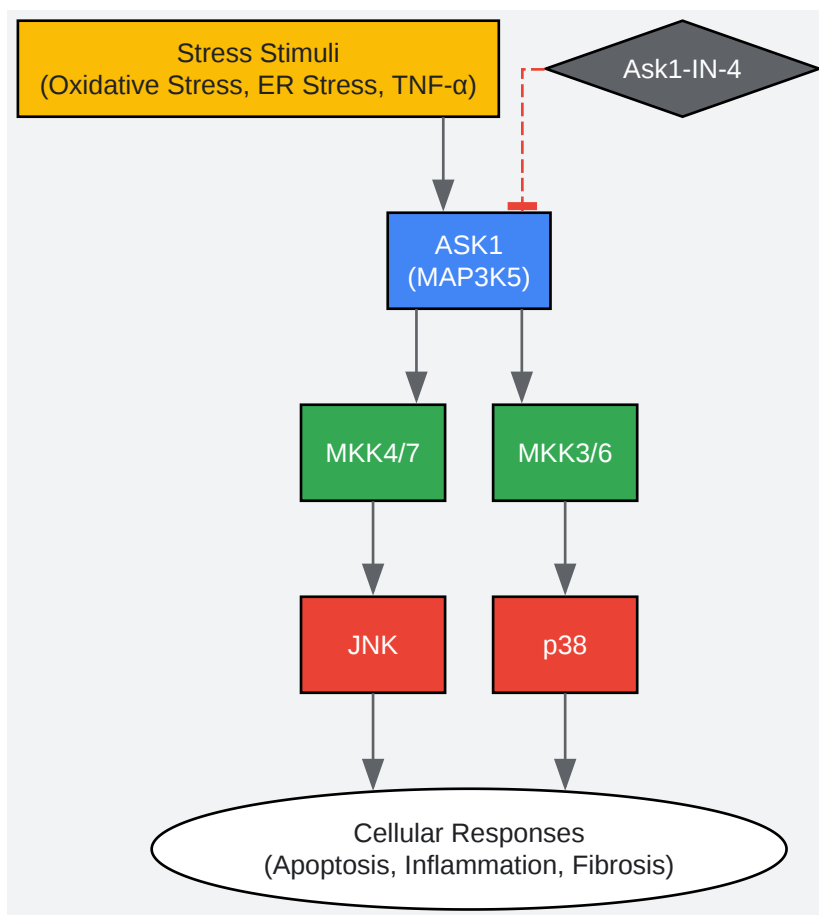 Stress Stimuli
(Oxidative Stress, ER Stress, TNF-α)
Ask1-IN-4
ASK1
(MAP3K5)
MKK4/7
MKK3/6
JNK
p38
Cellular Responses
(Apoptosis, Inflammation, Fibrosis)